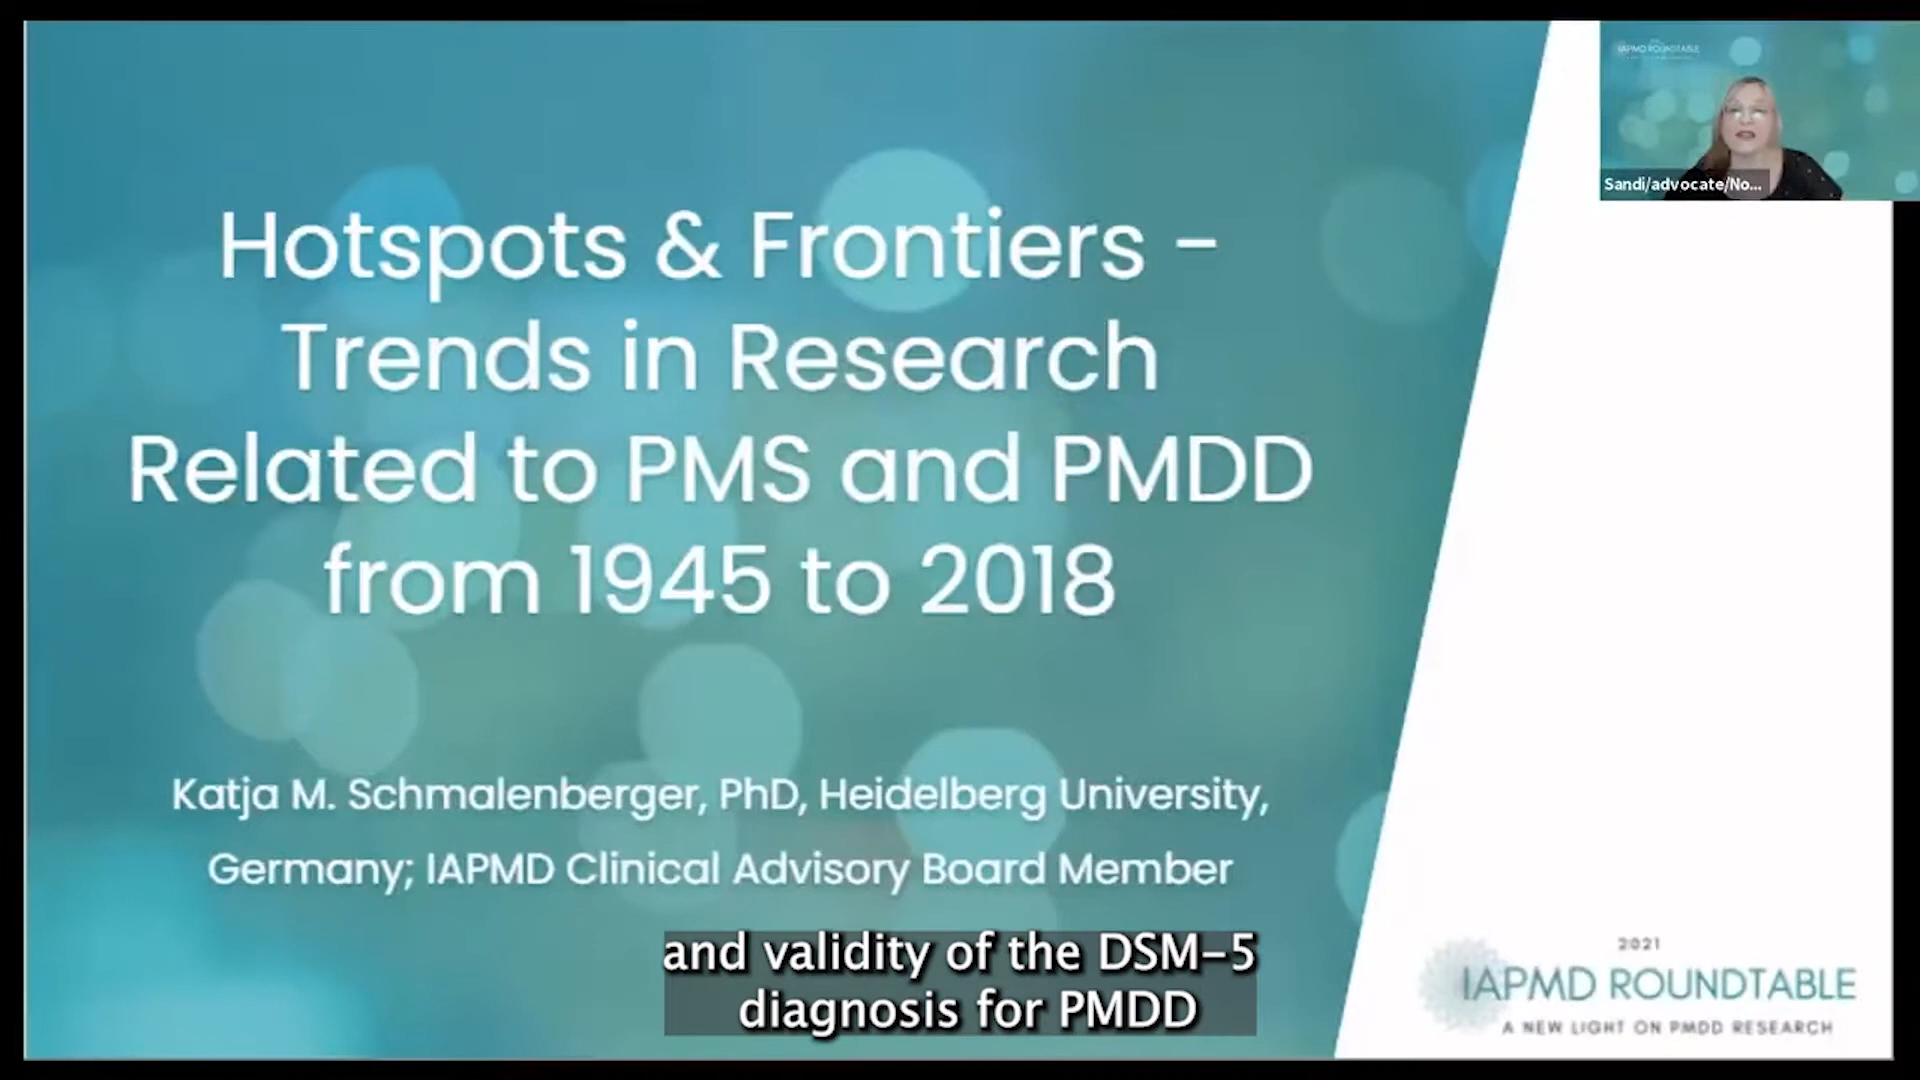 Hotspots & Frontiers -
Trends in Research
Related to PMS and PMDD
from 1945 to 2018
Katja M. Schmalenberger, PhD, Heidelberg University,
Germany; IAPMD Clinical Advisory Board Member
and validity of the DSM-5
diagnosis for PMDD
IAPMD ROUNDTABLE
Sandi/advocate/No...
2021
IAPMD ROUNDTABLE
A NEW LIGHT ON PMDD RESEARCH